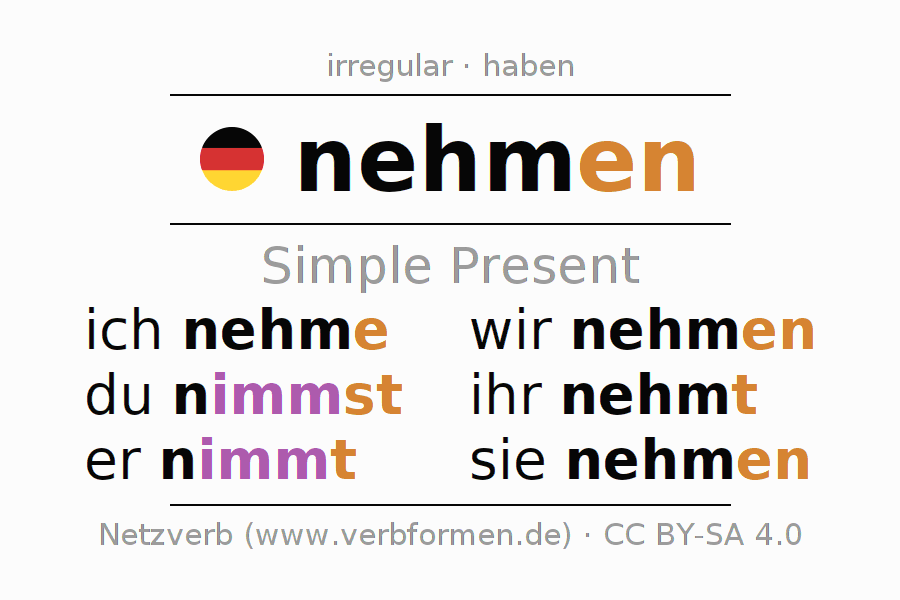 irregular · haben
nehmen
Simple Present
ich nehme
du nimmst
er nimmt
wir nehmen
ihr nehmt
sie nehmen
Netzverb (www.verbformen.de) · CC BY-SA 4.0